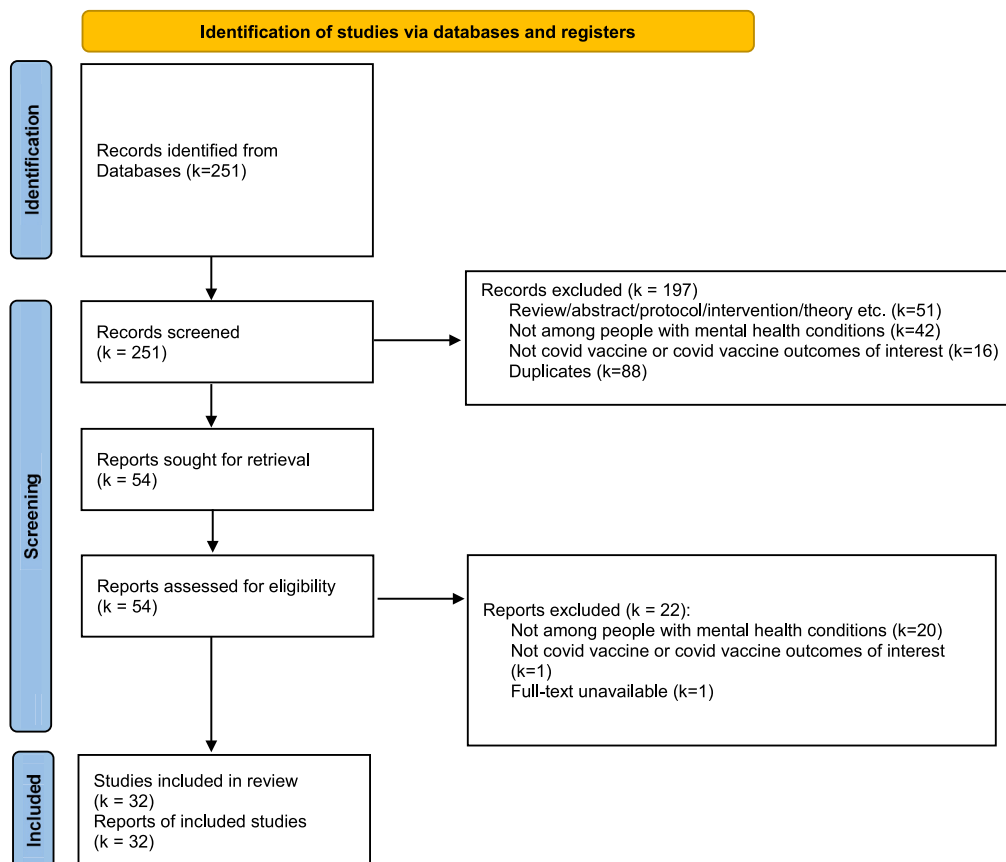 Identification of studies via databases and registers
Identification
Records identified from
Databases (k=251)
Screening
Records screened
(k = 251)
Records excluded (k = 197)
Review/abstract/protocol/intervention/theory etc. (k=51)
Not among people with mental health conditions (k=42)
Not covid vaccine or covid vaccine outcomes of interest (k=16)
Duplicates (k=88)
Reports sought for retrieval
(k = 54)
Reports assessed for eligibility
(k = 54)
Reports excluded (k = 22):
Not among people with mental health conditions (k=20)
Not covid vaccine or covid vaccine outcomes of interest
(k=1)
Full-text unavailable (k=1)
Included
Studies included in review
(k = 32)
Reports of included studies
(k = 32)